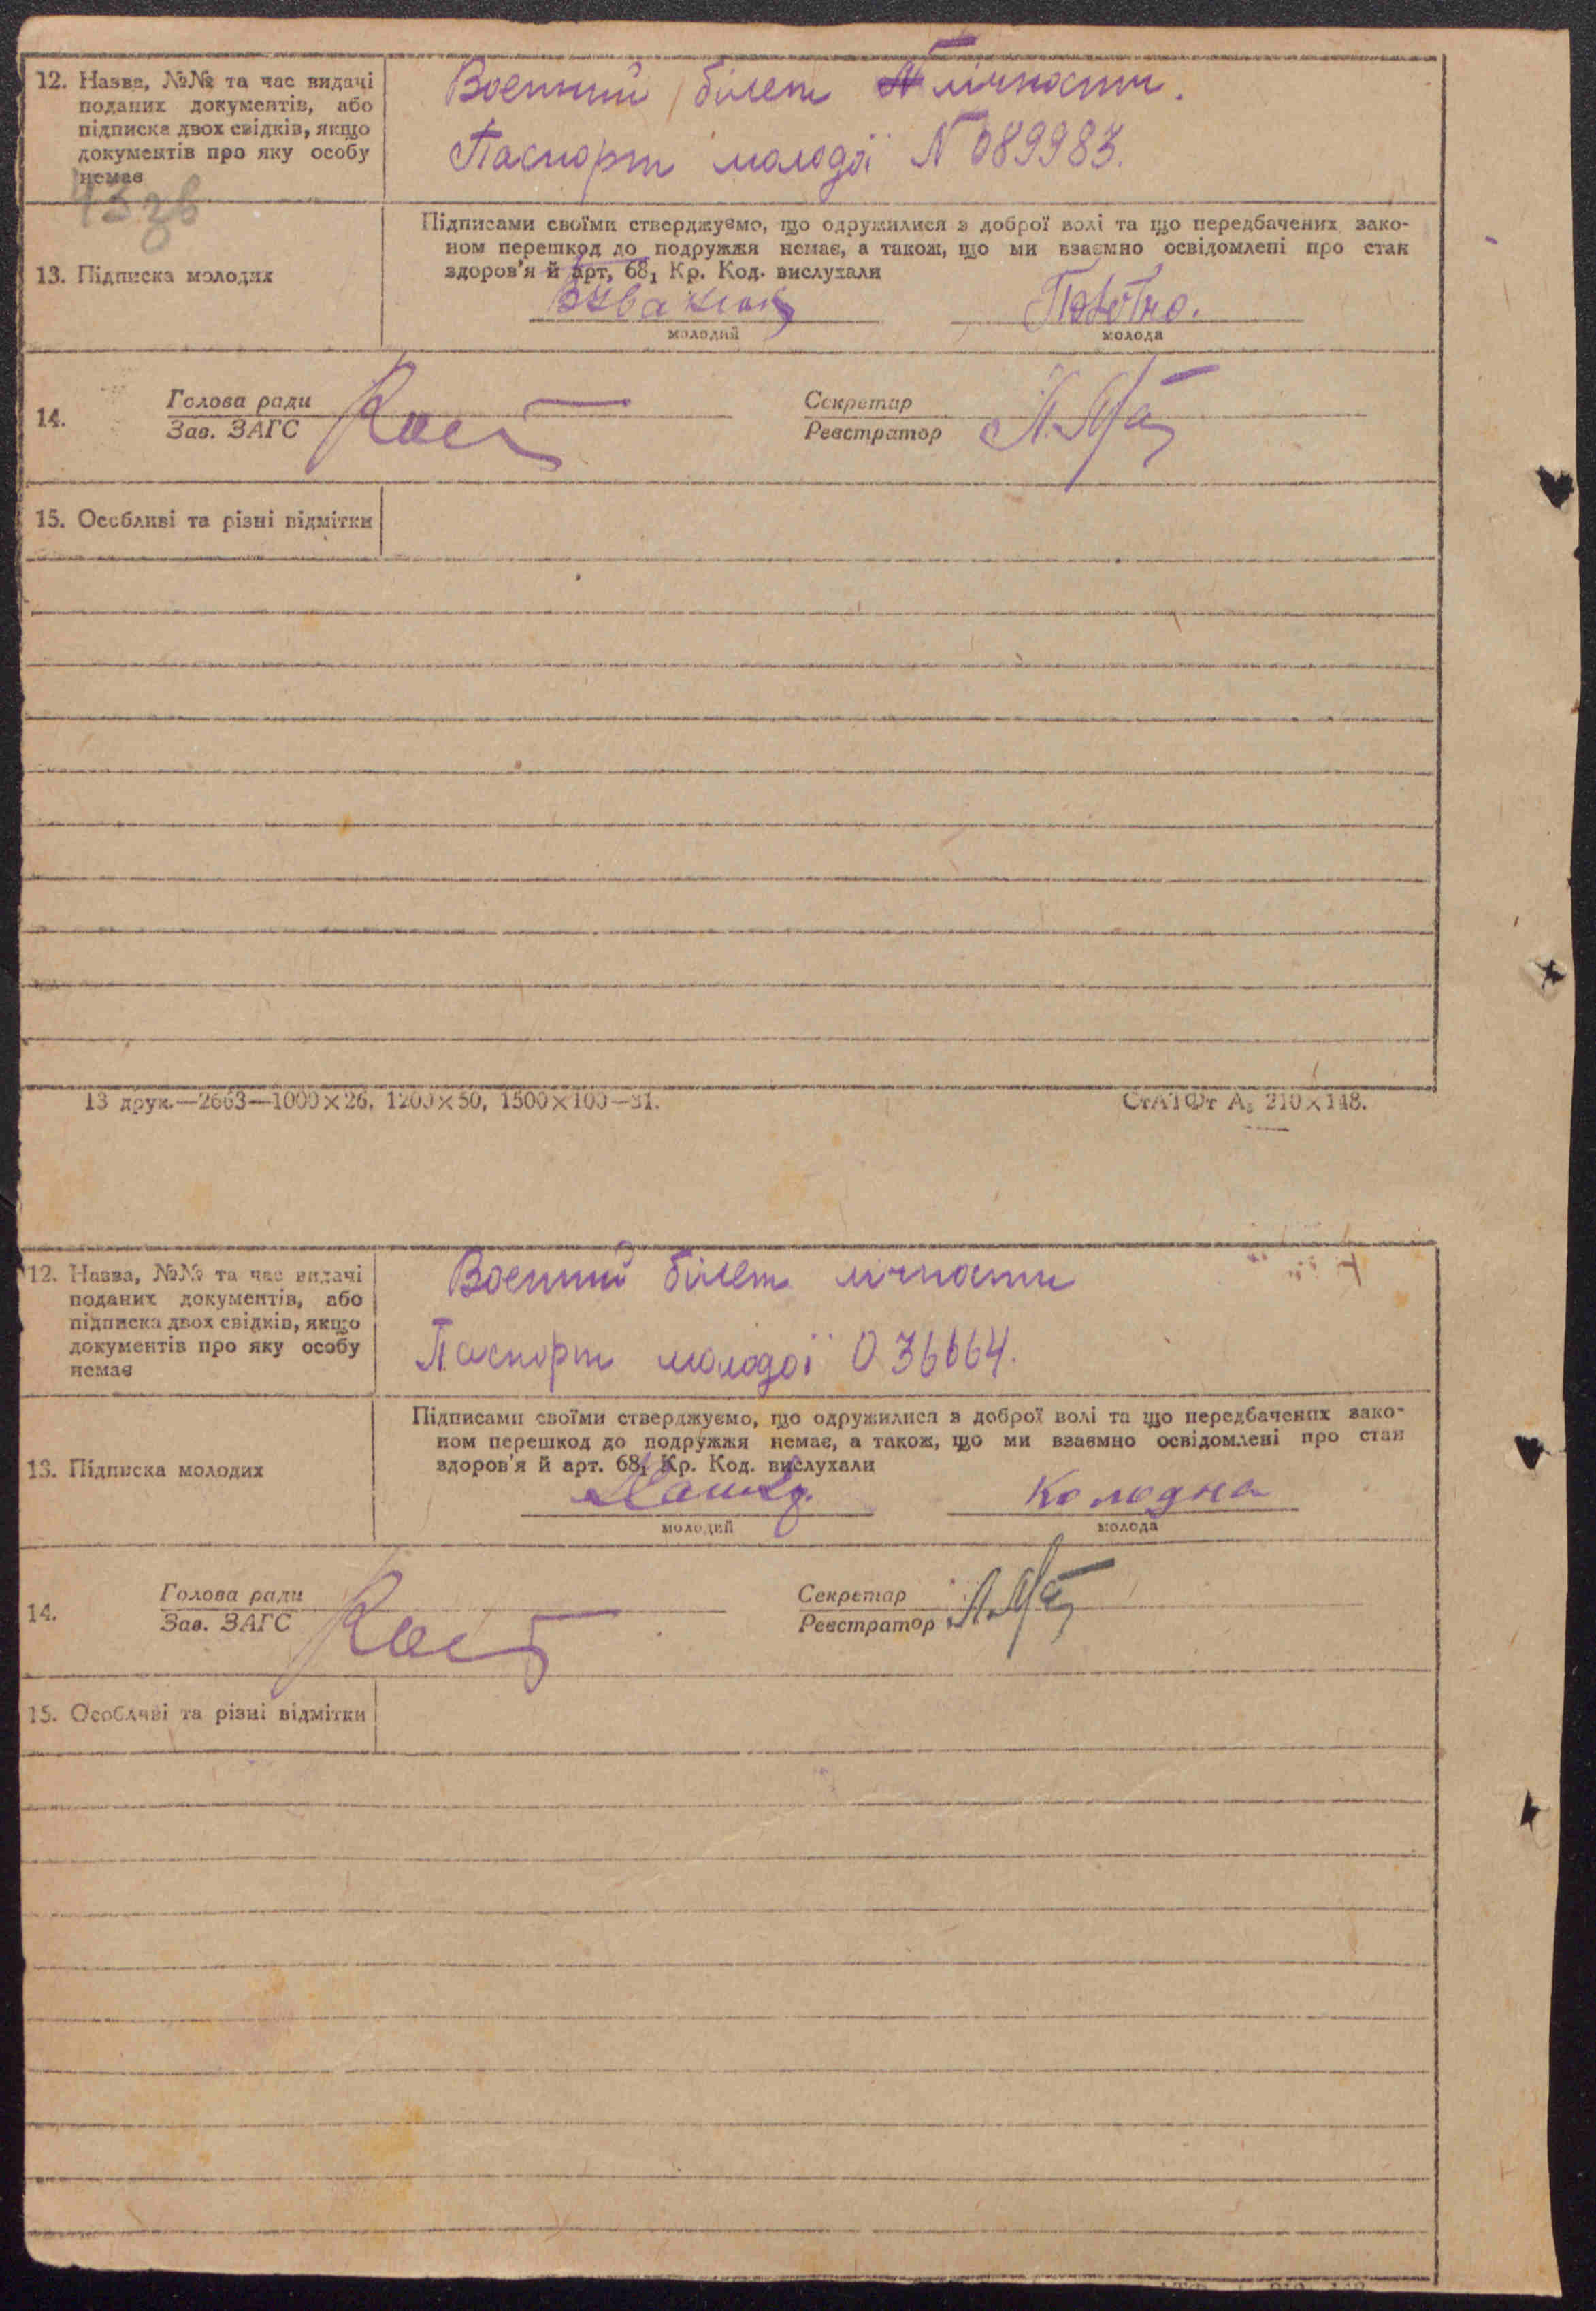 12. Назва, №№ та час видачі
поданих документів, або
підписка двох свідків, якщо
документів про яку особу
немає
Военний білет лічности.
Паспорт молодої N 089983.
13. Підписка молодих
Підписами своїми стверджуємо, що одружилися з доброї волі та що передбачених зако-
ном перешкод до подружжя немає, а також, що ми взаємно освідомлені про стан
здоров'я й арт, 68₁ Кр. Код. вислухали
молодий
молода
14.
Голова ради
Зав. ЗАГС
Секретар
Реєстратор
15. Особливі та різні відмітки
13 друк.—2663—1000×26, 1200×50, 1500×100—31.
СтАТФт А₅ 210×148.
12. Назва, №№ та час видачі
поданих документів, або
підписка двох свідків, якщо
документів про яку особу
немає
Военний білет лічности
Паспорт молодої 036664.
13. Підписка молодих
Підписами своїми стверджуємо, що одружилися з доброї волі та що передбачених зако-
ном перешкод до подружжя немає, а також, що ми взаємно освідомлені про стан
здоров'я й арт. 68₁ Кр. Код. вислухали
Колодна
молодий
молода
14.
Голова ради
Зав. ЗАГС
Секретар
Реєстратор
15. Особливі та різні відмітки